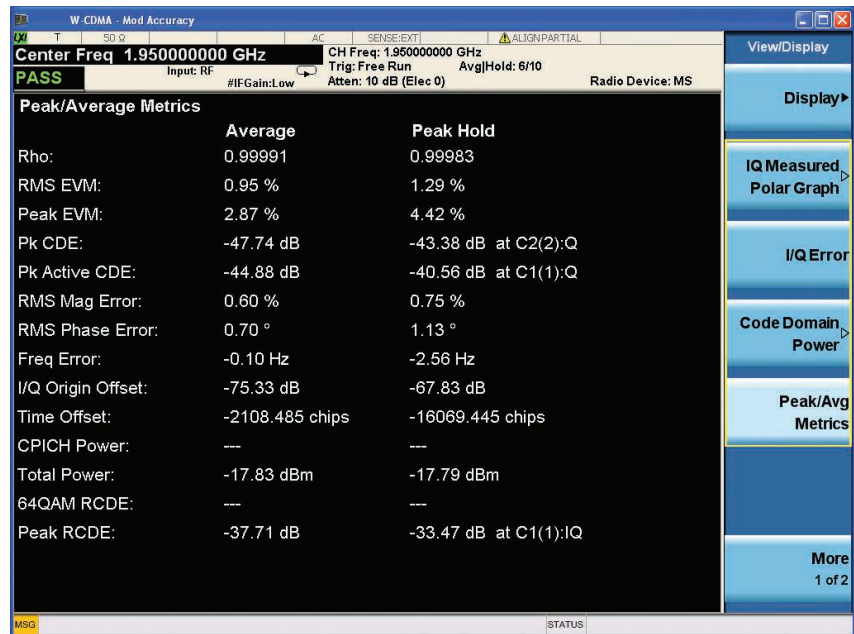 W-CDMA - Mod Accuracy
LXI T 50 Ω AC SENSE:EXT ALIGN PARTIAL
Center Freq 1.950000000 GHz
CH Freq: 1.950000000 GHz
Input: RF Trig: Free Run Avg|Hold: 6/10
PASS #IFGain:Low Atten: 10 dB (Elec 0) Radio Device: MS
Peak/Average Metrics
Average Peak Hold
Rho: 0.99991 0.99983
RMS EVM: 0.95 % 1.29 %
Peak EVM: 2.87 % 4.42 %
Pk CDE: -47.74 dB -43.38 dB at C2(2):Q
Pk Active CDE: -44.88 dB -40.56 dB at C1(1):Q
RMS Mag Error: 0.60 % 0.75 %
RMS Phase Error: 0.70 ° 1.13 °
Freq Error: -0.10 Hz -2.56 Hz
I/Q Origin Offset: -75.33 dB -67.83 dB
Time Offset: -2108.485 chips -16069.445 chips
CPICH Power: --- ---
Total Power: -17.83 dBm -17.79 dBm
64QAM RCDE: --- ---
Peak RCDE: -37.71 dB -33.47 dB at C1(1):IQ
View/Display
Display
IQ Measured
Polar Graph
I/Q Error
Code Domain
Power
Peak/Avg
Metrics
More
1 of 2
MSG STATUS